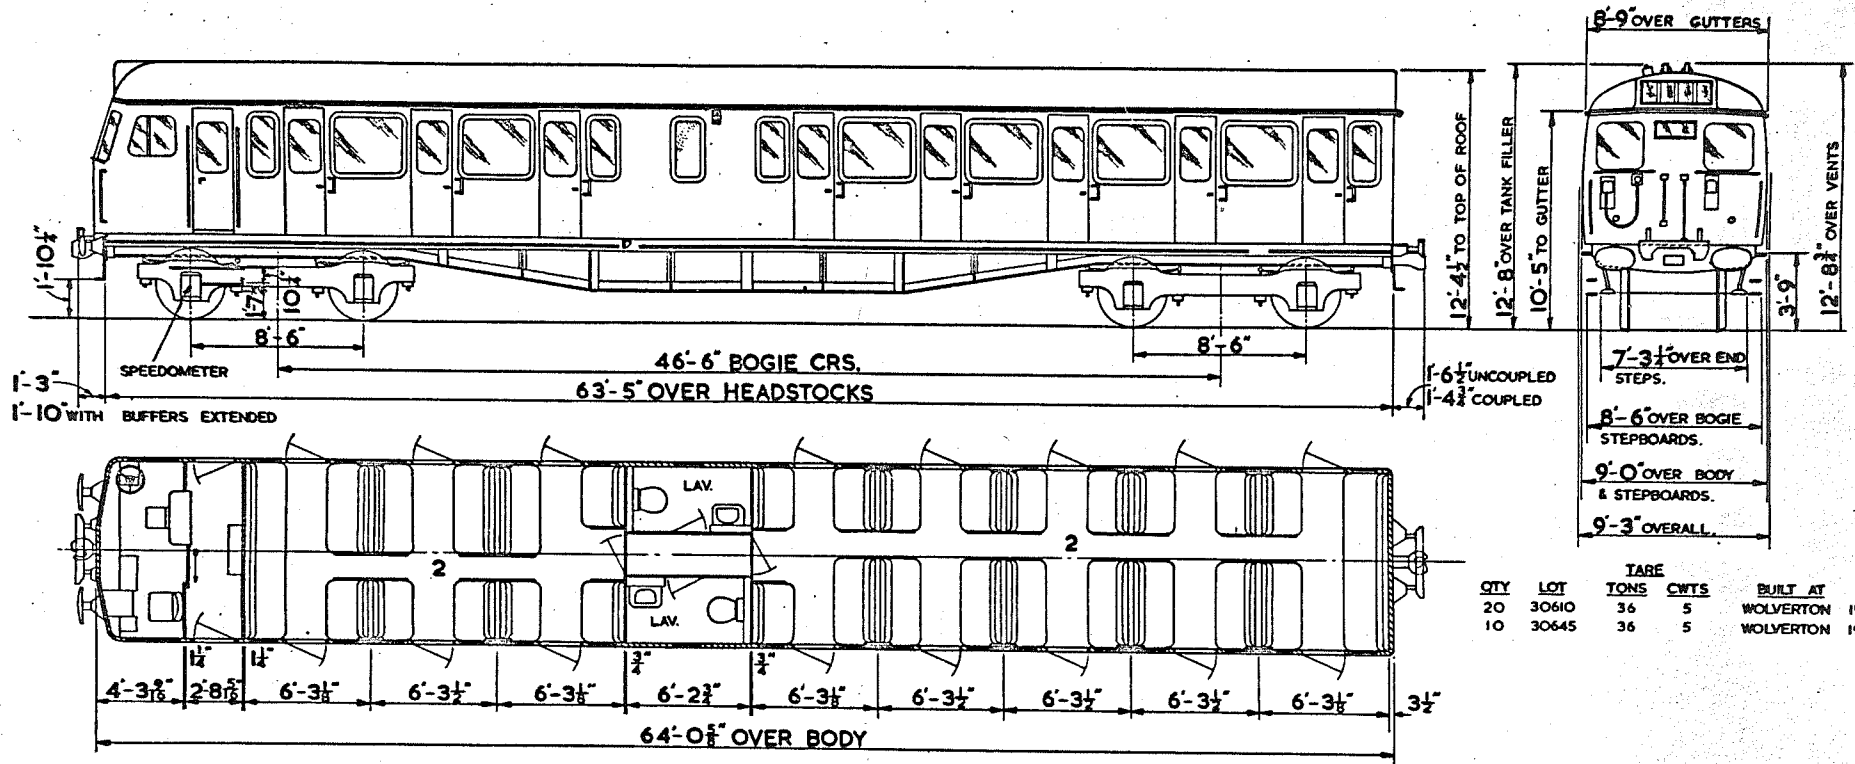 8'-9" OVER GUTTERS
12'-4½" TO TOP OF ROOF
12'-8" OVER TANK FILLER
10'-5" TO GUTTER
3'-9"
12'-8¾" OVER VENTS
1'-10¼"
1'-7½"
10¼"
8'-6"
8'-6"
SPEEDOMETER
46'-6" BOGIE CRS.
63'-5" OVER HEADSTOCKS
1'-3"
1'-10" WITH BUFFERS EXTENDED
1'-6½" UNCOUPLED
1'-4¾" COUPLED
7'-3¼" OVER END
STEPS.
8'-6" OVER BOGIE
STEPBOARDS.
9'-0" OVER BODY
& STEPBOARDS.
9'-3" OVERALL.
LAV.
2
2
LAV.
QTY LOT TARE TONS CWTS BUILT AT
20 30610 36 5 WOLVERTON
10 30645 36 5 WOLVERTON
1¼" 1¼" ¾" ¾"
4'-3 9/16" 2'-8 5/16" 6'-3⅛" 6'-3½" 6'-3⅛" 6'-2¾" 6'-3⅛" 6'-3½" 6'-3½" 6'-3½" 6'-3⅛" 3½"
64'-0⅝" OVER BODY